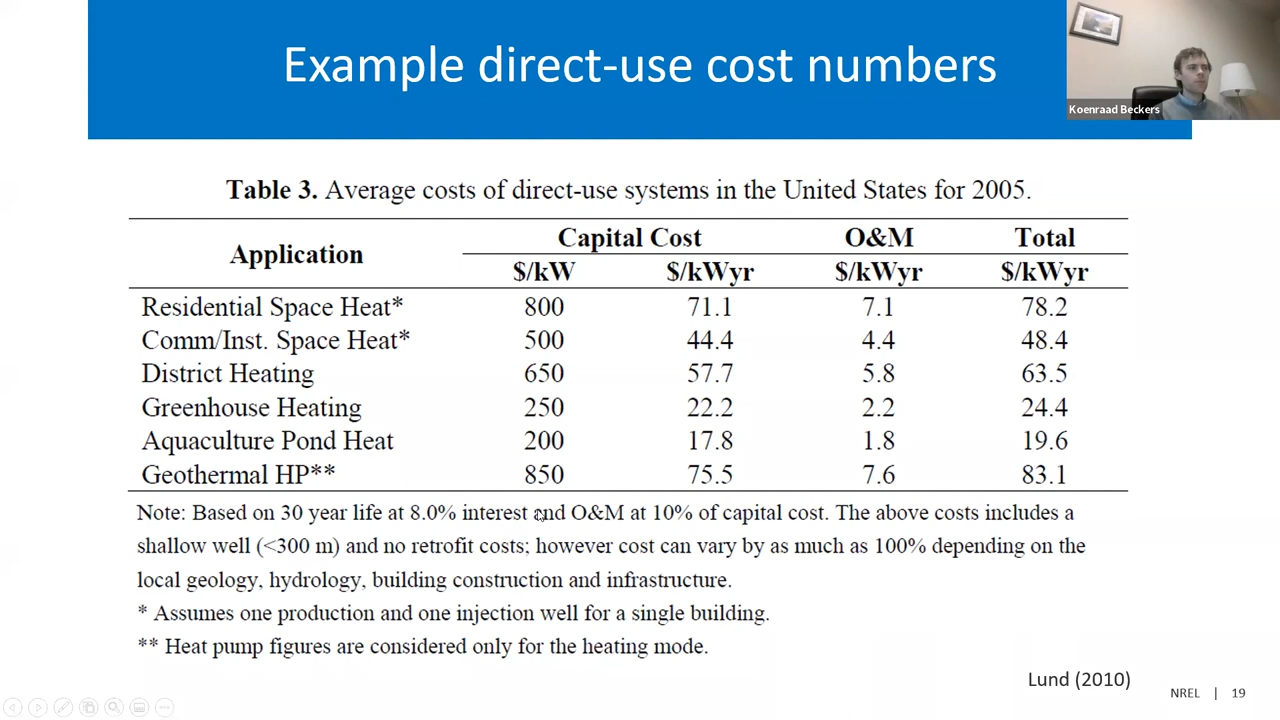 Example direct-use cost numbers
Koenraad Beckers
Table 3. Average costs of direct-use systems in the United States for 2005.
Application Capital Cost O&M Total
$/kW $/kWyr $/kWyr $/kWyr
Residential Space Heat* 800 71.1 7.1 78.2
Comm/Inst. Space Heat* 500 44.4 4.4 48.4
District Heating 650 57.7 5.8 63.5
Greenhouse Heating 250 22.2 2.2 24.4
Aquaculture Pond Heat 200 17.8 1.8 19.6
Geothermal HP** 850 75.5 7.6 83.1
Note: Based on 30 year life at 8.0% interest and O&M at 10% of capital cost. The above costs includes a
shallow well (<300 m) and no retrofit costs; however cost can vary by as much as 100% depending on the
local geology, hydrology, building construction and infrastructure.
* Assumes one production and one injection well for a single building.
** Heat pump figures are considered only for the heating mode.
Lund (2010)
NREL | 19